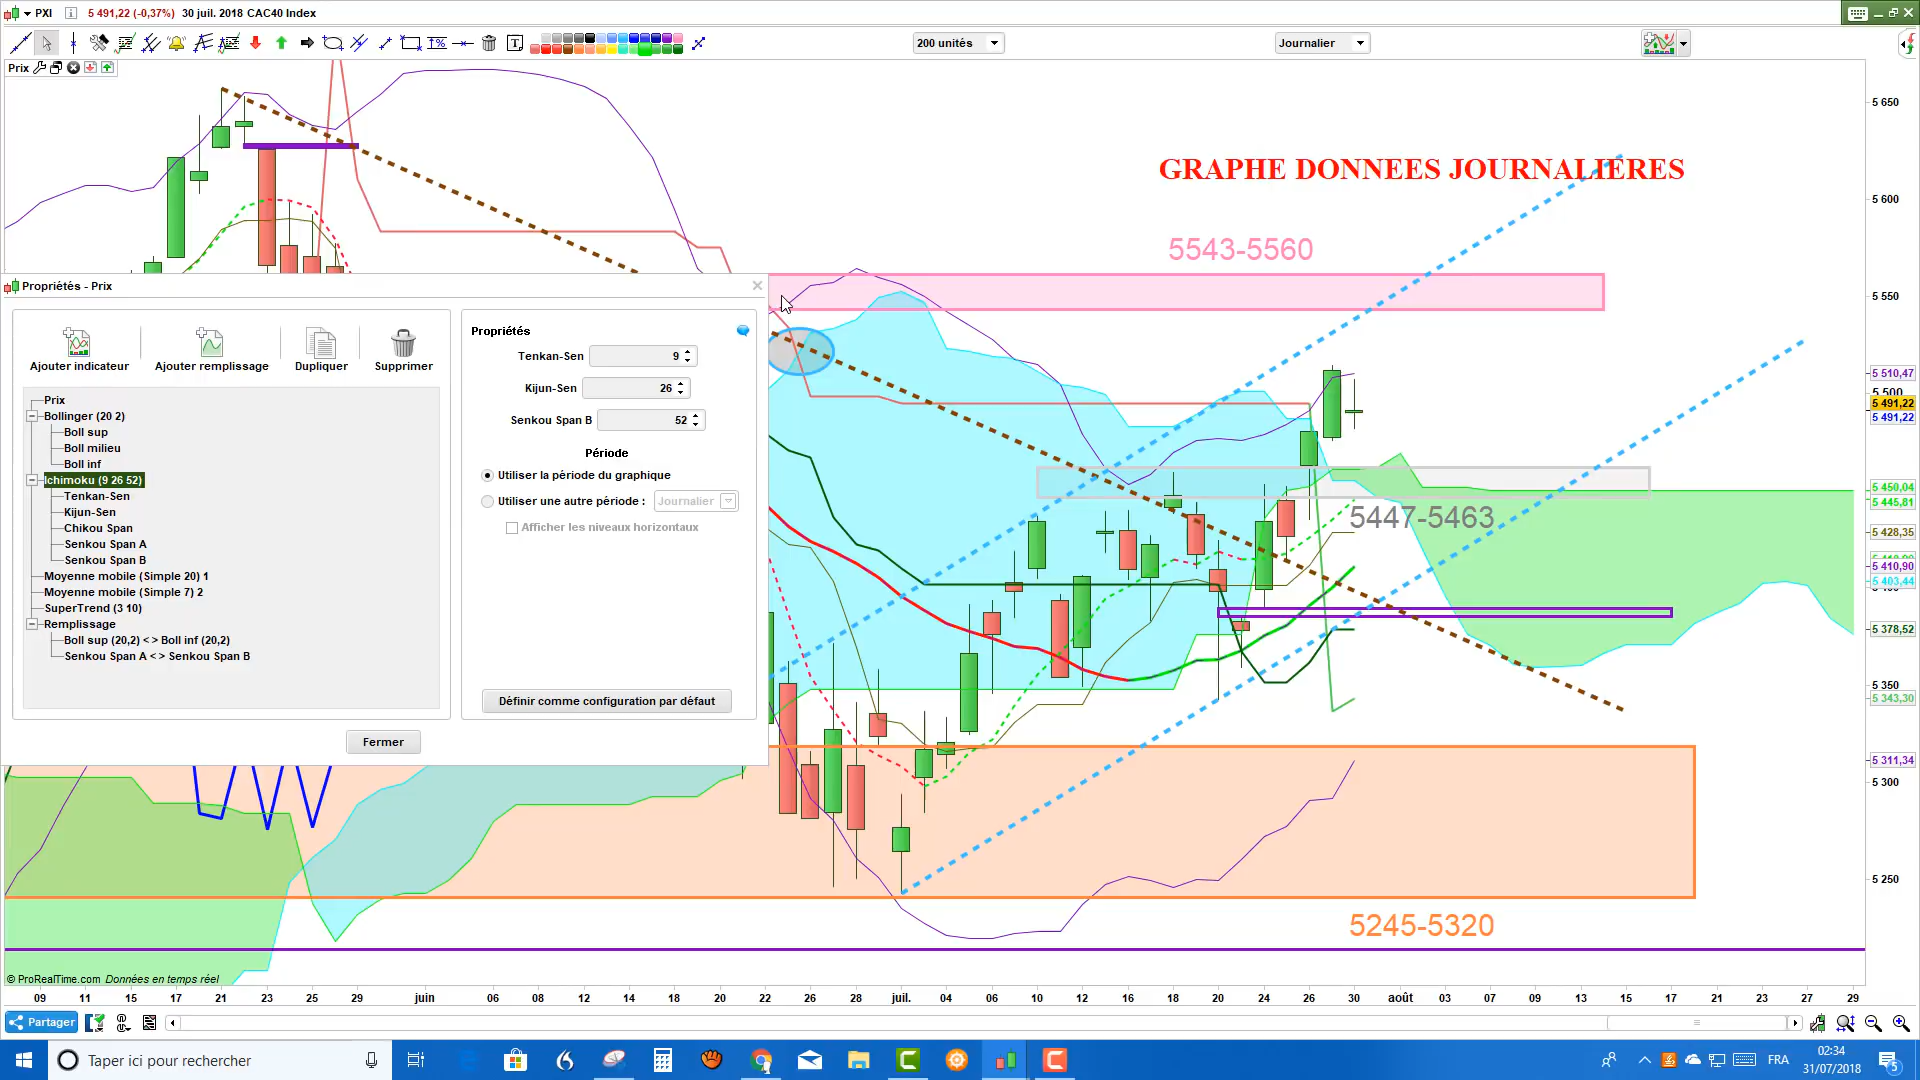 PXI 5 491,22 (-0,37%) 30 juil. 2018 CAC40 Index
200 unités
Journalier
Prix
GRAPHE DONNEES JOURNALIERES
5543-5560
5447-5463
5245-5320
Propriétés - Prix
Ajouter indicateur
Ajouter remplissage
Dupliquer
Supprimer
Prix
Bollinger (20 2)
Boll sup
Boll milieu
Boll inf
Ichimoku (9 26 52)
Tenkan-Sen
Kijun-Sen
Chikou Span
Senkou Span A
Senkou Span B
Moyenne mobile (Simple 20) 1
Moyenne mobile (Simple 7) 2
SuperTrend (3 10)
Remplissage
Boll sup (20,2) <> Boll inf (20,2)
Senkou Span A <> Senkou Span B
Propriétés
Tenkan-Sen 9
Kijun-Sen 26
Senkou Span B 52
Période
Utiliser la période du graphique
Utiliser une autre période : Journalier
Afficher les niveaux horizontaux
Définir comme configuration par défaut
Fermer
5 650
5 600
5 550
5 510,47
5 500
5 491,22
5 491,22
5 450,04
5 445,81
5 428,35
5 410,90
5 403,44
5 378,52
5 350
5 343,30
5 311,34
5 300
5 250
© ProRealTime.com Données en temps réel
09 11 15 17 21 23 25 29 juin 06 08 12 14 18 20 22 26 28 juil. 04 06 10 12 16 18 20 24 26 30 août 03 07 09 13 15 17 21 23 27 29
Partager
Taper ici pour rechercher
FRA
02:34
31/07/2018
5